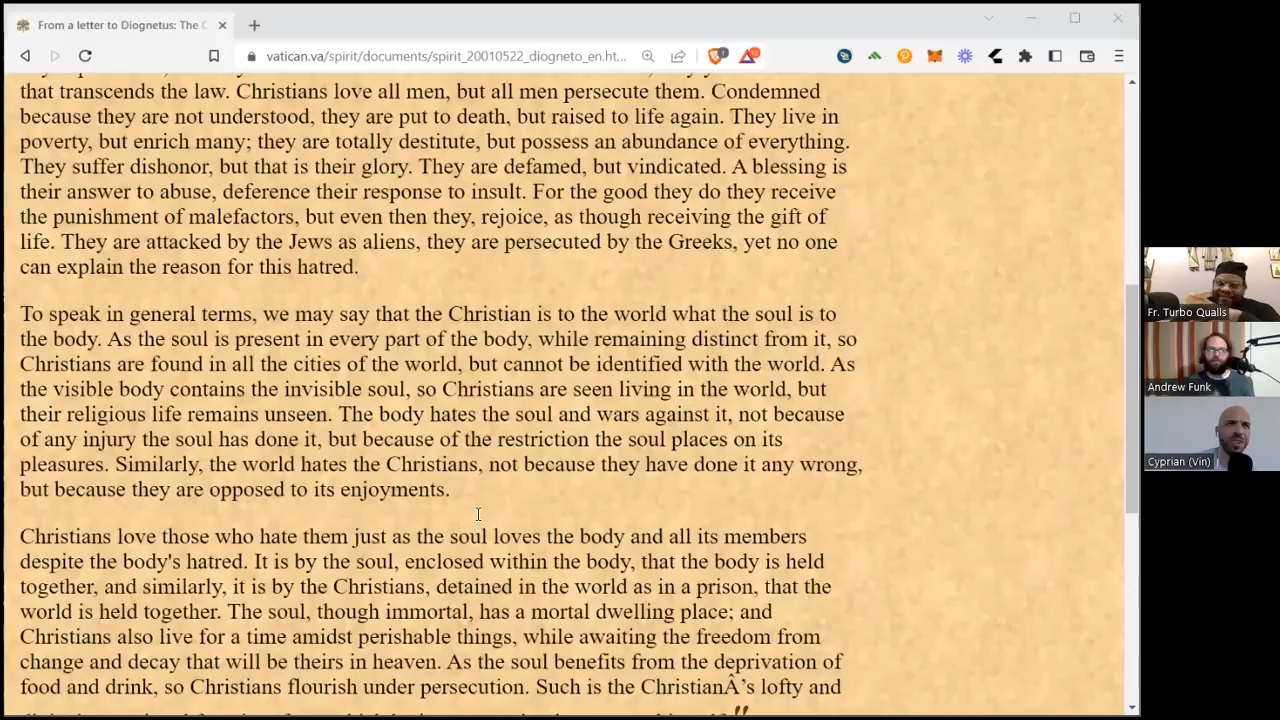 From a letter to Diognetus: The C
vatican.va/spirit/documents/spirit_20010522_diogneto_en.ht...
that transcends the law. Christians love all men, but all men persecute them. Condemned
because they are not understood, they are put to death, but raised to life again. They live in
poverty, but enrich many; they are totally destitute, but possess an abundance of everything.
They suffer dishonor, but that is their glory. They are defamed, but vindicated. A blessing is
their answer to abuse, deference their response to insult. For the good they do they receive
the punishment of malefactors, but even then they, rejoice, as though receiving the gift of
life. They are attacked by the Jews as aliens, they are persecuted by the Greeks, yet no one
can explain the reason for this hatred.
To speak in general terms, we may say that the Christian is to the world what the soul is to
the body. As the soul is present in every part of the body, while remaining distinct from it, so
Christians are found in all the cities of the world, but cannot be identified with the world. As
the visible body contains the invisible soul, so Christians are seen living in the world, but
their religious life remains unseen. The body hates the soul and wars against it, not because
of any injury the soul has done it, but because of the restriction the soul places on its
pleasures. Similarly, the world hates the Christians, not because they have done it any wrong,
but because they are opposed to its enjoyments.
Christians love those who hate them just as the soul loves the body and all its members
despite the body's hatred. It is by the soul, enclosed within the body, that the body is held
together, and similarly, it is by the Christians, detained in the world as in a prison, that the
world is held together. The soul, though immortal, has a mortal dwelling place; and
Christians also live for a time amidst perishable things, while awaiting the freedom from
change and decay that will be theirs in heaven. As the soul benefits from the deprivation of
food and drink, so Christians flourish under persecution. Such is the ChristianÂ's lofty and
Fr. Turbo Qualls
Andrew Funk
Cyprian (Vin)